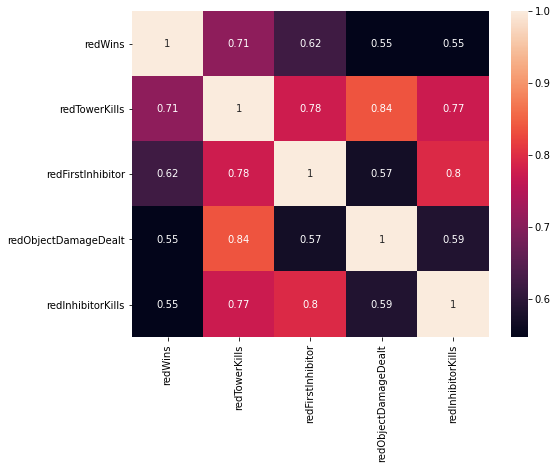 redWins 1 0.71 0.62 0.55 0.55
redTowerKills 0.71 1 0.78 0.84 0.77
redFirstInhibitor 0.62 0.78 1 0.57 0.8
redObjectDamageDealt 0.55 0.84 0.57 1 0.59
redInhibitorKills 0.55 0.77 0.8 0.59 1
redWins
redTowerKills
redFirstInhibitor
redObjectDamageDealt
redInhibitorKills
1.0
0.9
0.8
0.7
0.6